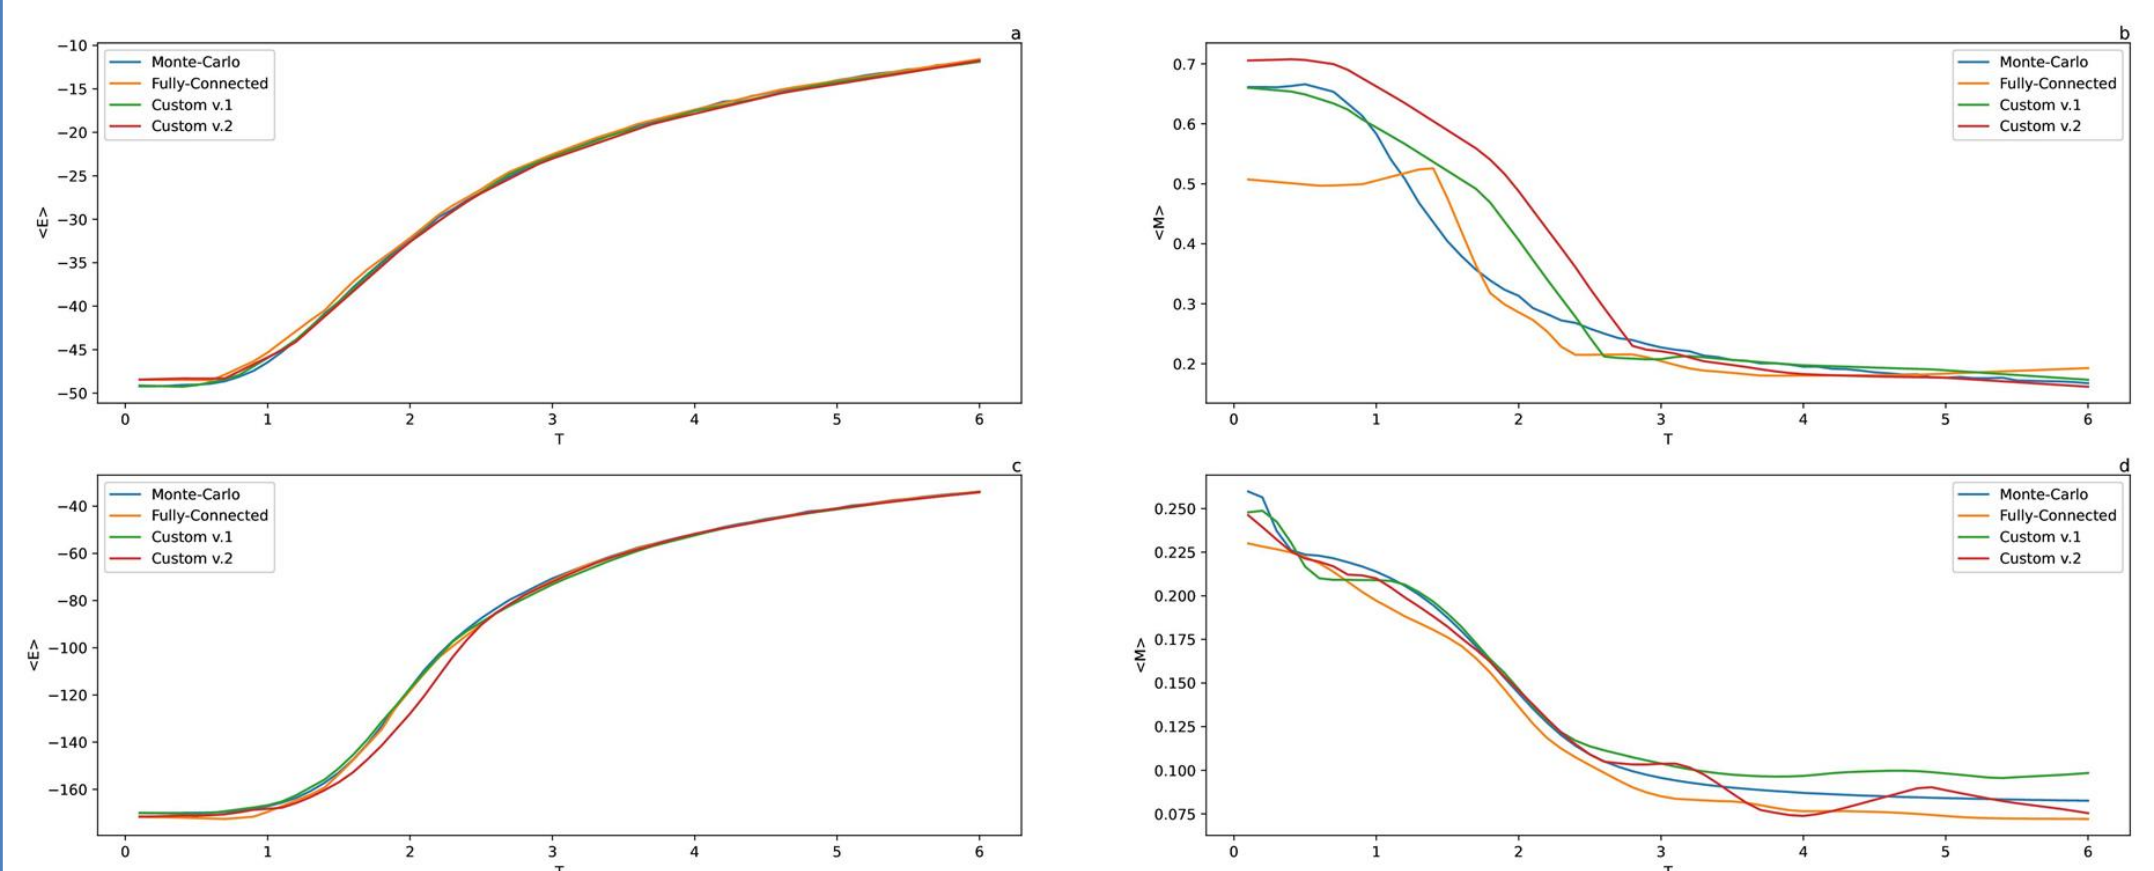 a
−10
−15
−20
−25
−30
−35
−40
−45
−50
<E>
Monte-Carlo
Fully-Connected
Custom v.1
Custom v.2
0 1 2 3 4 5 6
T
b
0.7
0.6
0.5
0.4
0.3
0.2
<M>
Monte-Carlo
Fully-Connected
Custom v.1
Custom v.2
0 1 2 3 4 5 6
T
c
−40
−60
−80
−100
−120
−140
−160
<E>
Monte-Carlo
Fully-Connected
Custom v.1
Custom v.2
0 1 2 3 4 5 6
T
d
0.250
0.225
0.200
0.175
0.150
0.125
0.100
0.075
<M>
Monte-Carlo
Fully-Connected
Custom v.1
Custom v.2
0 1 2 3 4 5 6
T